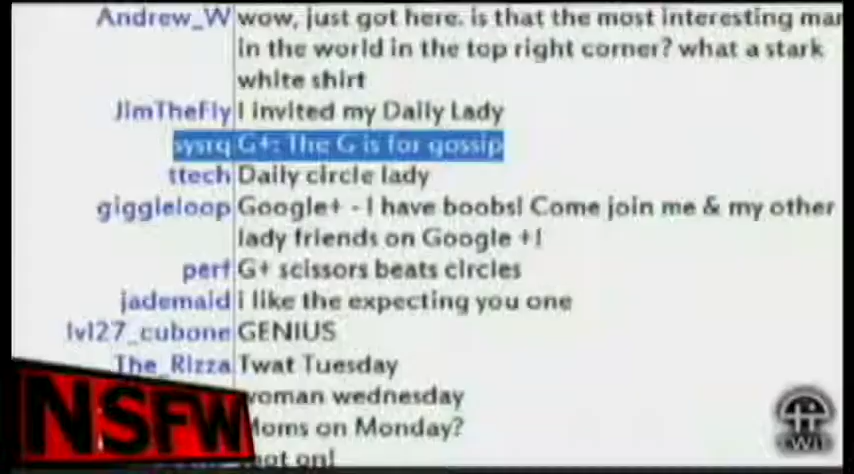 Andrew_W wow, just got here. is that the most interesting man
in the world in the top right corner? what a stark
white shirt
JimTheFly I invited my Daily Lady
sysrq G+: The G is for gossip
ttech Daily circle lady
giggleloop Google+ - I have boobs! Come join me & my other
lady friends on Google +!
perf G+ scissors beats circles
jademaid i like the expecting you one
lvl27_cubone GENIUS
The_Rizza Twat Tuesday
woman wednesday
Moms on Monday?
on!
NSFW
TWiT